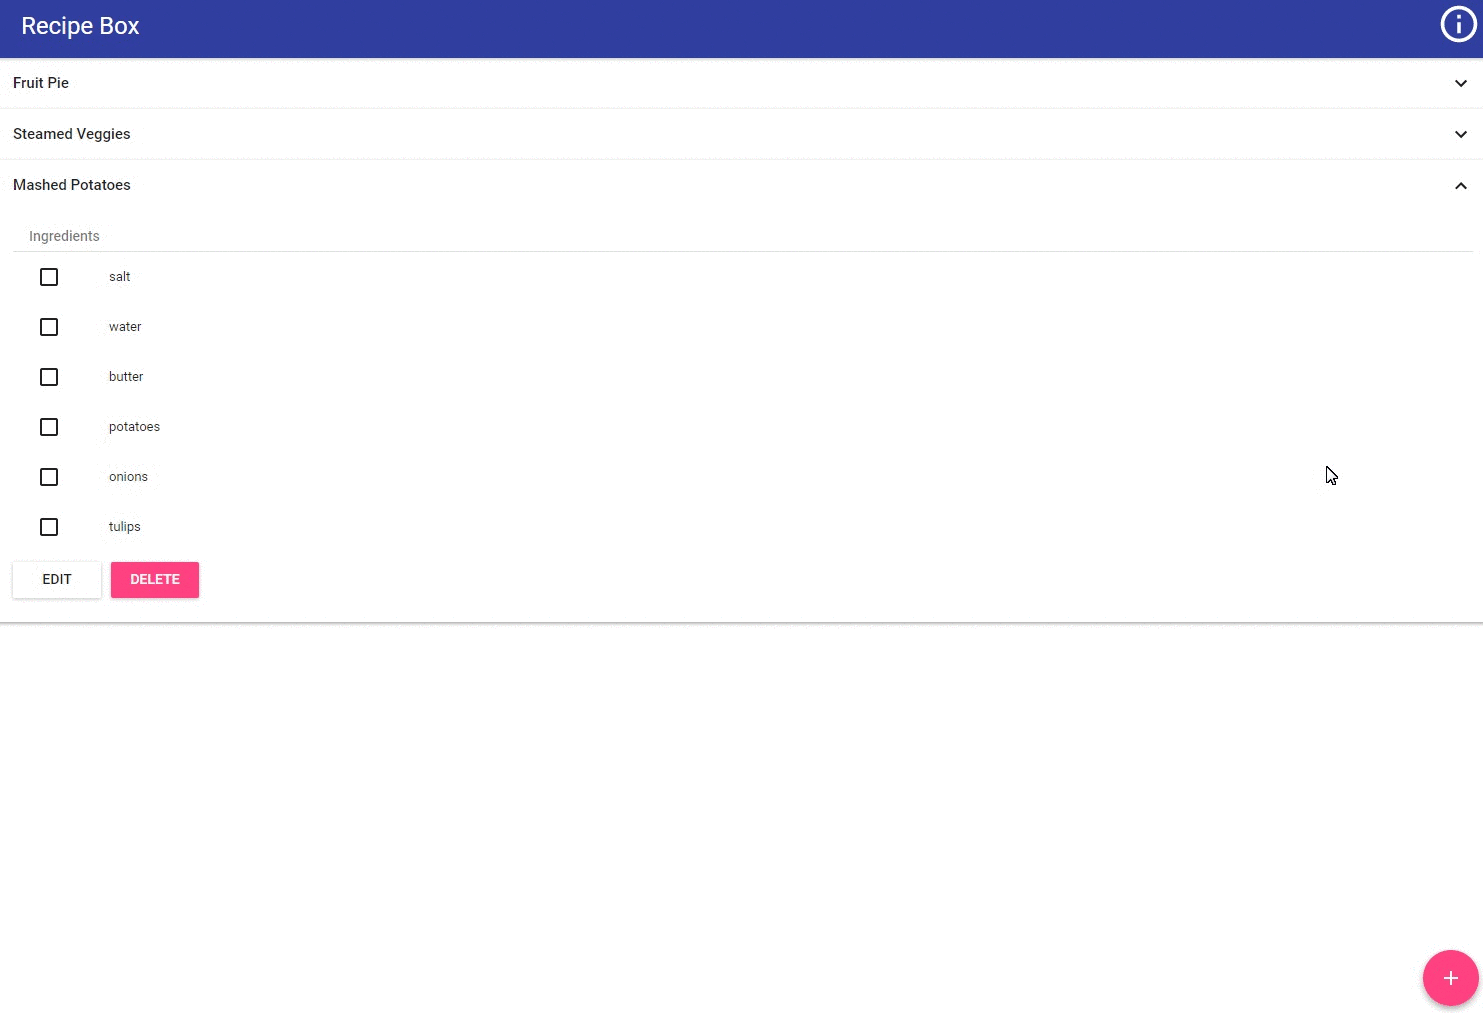 Recipe Box
Fruit Pie
Steamed Veggies
Mashed Potatoes
Ingredients
salt
water
butter
potatoes
onions
tulips
EDIT DELETE